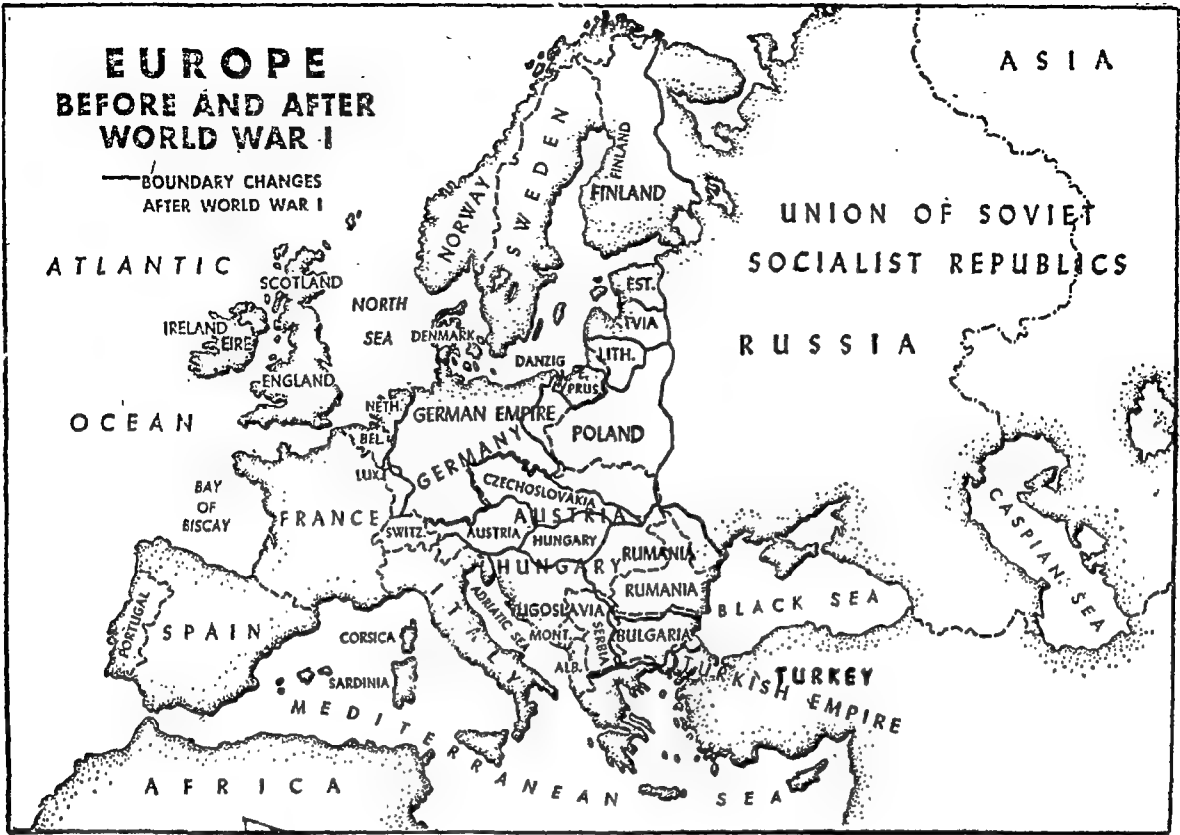 EUROPE
BEFORE AND AFTER
WORLD WAR I
BOUNDARY CHANGES
AFTER WORLD WAR I
ASIA
UNION OF SOVIET
SOCIALIST REPUBLICS
RUSSIA
ATLANTIC
OCEAN
NORTH
SEA
NORWAY
SWEDEN
FINLAND
FINLAND
SCOTLAND
IRELAND
EIRE
ENGLAND
DENMARK
EST.
TVIA
LITH.
DANZIG
E.
PRUS.
NETH.
BEL.
LUX.
GERMAN EMPIRE
GERMANY
POLAND
CZECHOSLOVAKIA
BAY
OF
BISCAY
FRANCE
SWITZ.
AUSTRIA
AUSTRIA
HUNGARY
HUNGARY
RUMANIA
RUMANIA
CASPIAN SEA
BLACK SEA
PORTUGAL
SPAIN
CORSICA
SARDINIA
ITALY
ADRIATIC SEA
UGOSLAVIA
MONT.
SERBIA
ALB.
BULGARIA
TURKEY
TURKISH EMPIRE
MEDITERRANEAN SEA
AFRICA